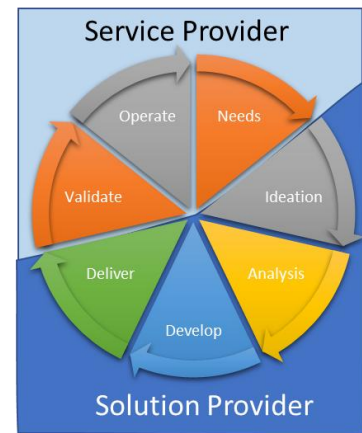 Service Provider
Operate
Needs
Validate
Ideation
Deliver
Analysis
Develop
Solution Provider